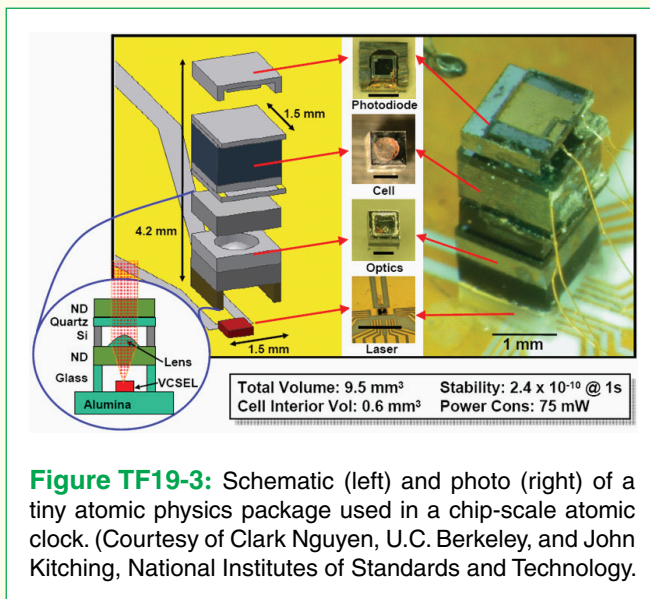 Photodiode
1.5 mm
Cell
4.2 mm
Optics
ND
Quartz
Si
ND
Lens
Glass
VCSEL
Alumina
1.5 mm
Laser
1 mm
Total Volume: 9.5 mm³ Stability: 2.4 x 10⁻¹⁰ @ 1s
Cell Interior Vol: 0.6 mm³ Power Cons: 75 mW
Figure TF19-3: Schematic (left) and photo (right) of a
tiny atomic physics package used in a chip-scale atomic
clock. (Courtesy of Clark Nguyen, U.C. Berkeley, and John
Kitching, National Institutes of Standards and Technology.